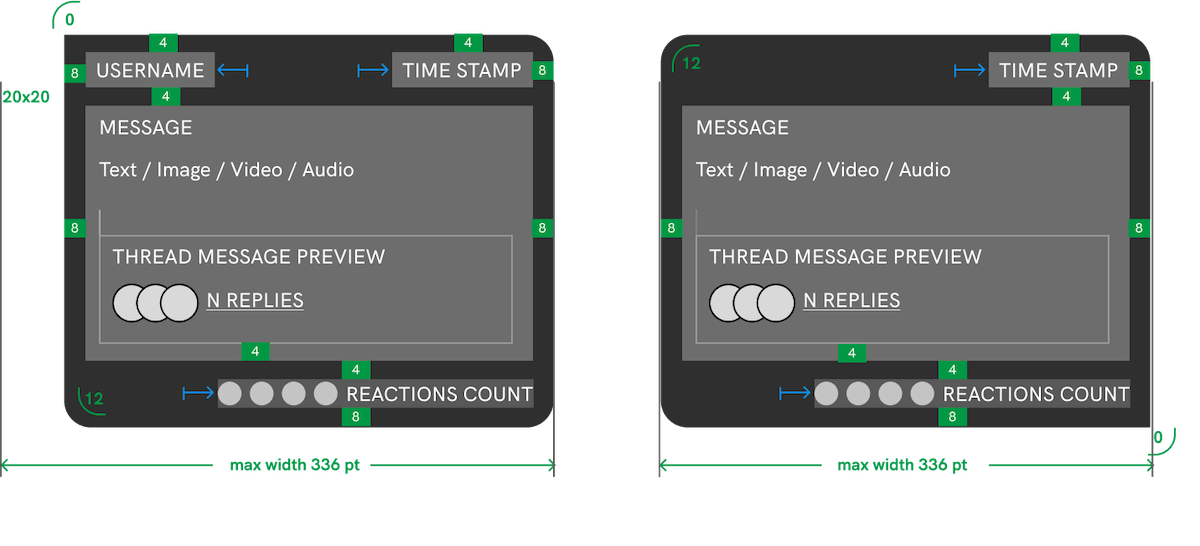 0
4 4 4
8 USERNAME TIME STAMP 8 12 TIME STAMP 8
20x20 4 4
MESSAGE MESSAGE
Text / Image / Video / Audio Text / Image / Video / Audio
8 8 8 8
THREAD MESSAGE PREVIEW THREAD MESSAGE PREVIEW
N REPLIES N REPLIES
4 4
4 4
12 REACTIONS COUNT REACTIONS COUNT
8 8
0
max width 336 pt max width 336 pt